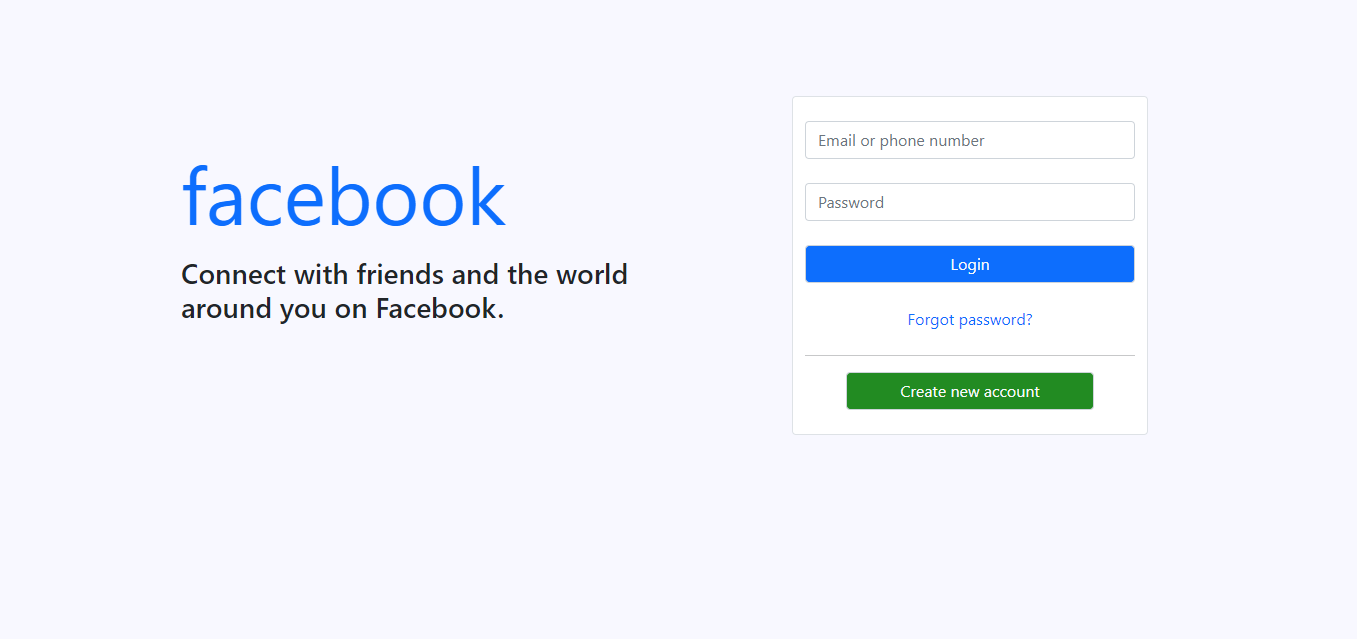 facebook
Connect with friends and the world
around you on Facebook.
Email or phone number
Password
Login
Forgot password?
Create new account